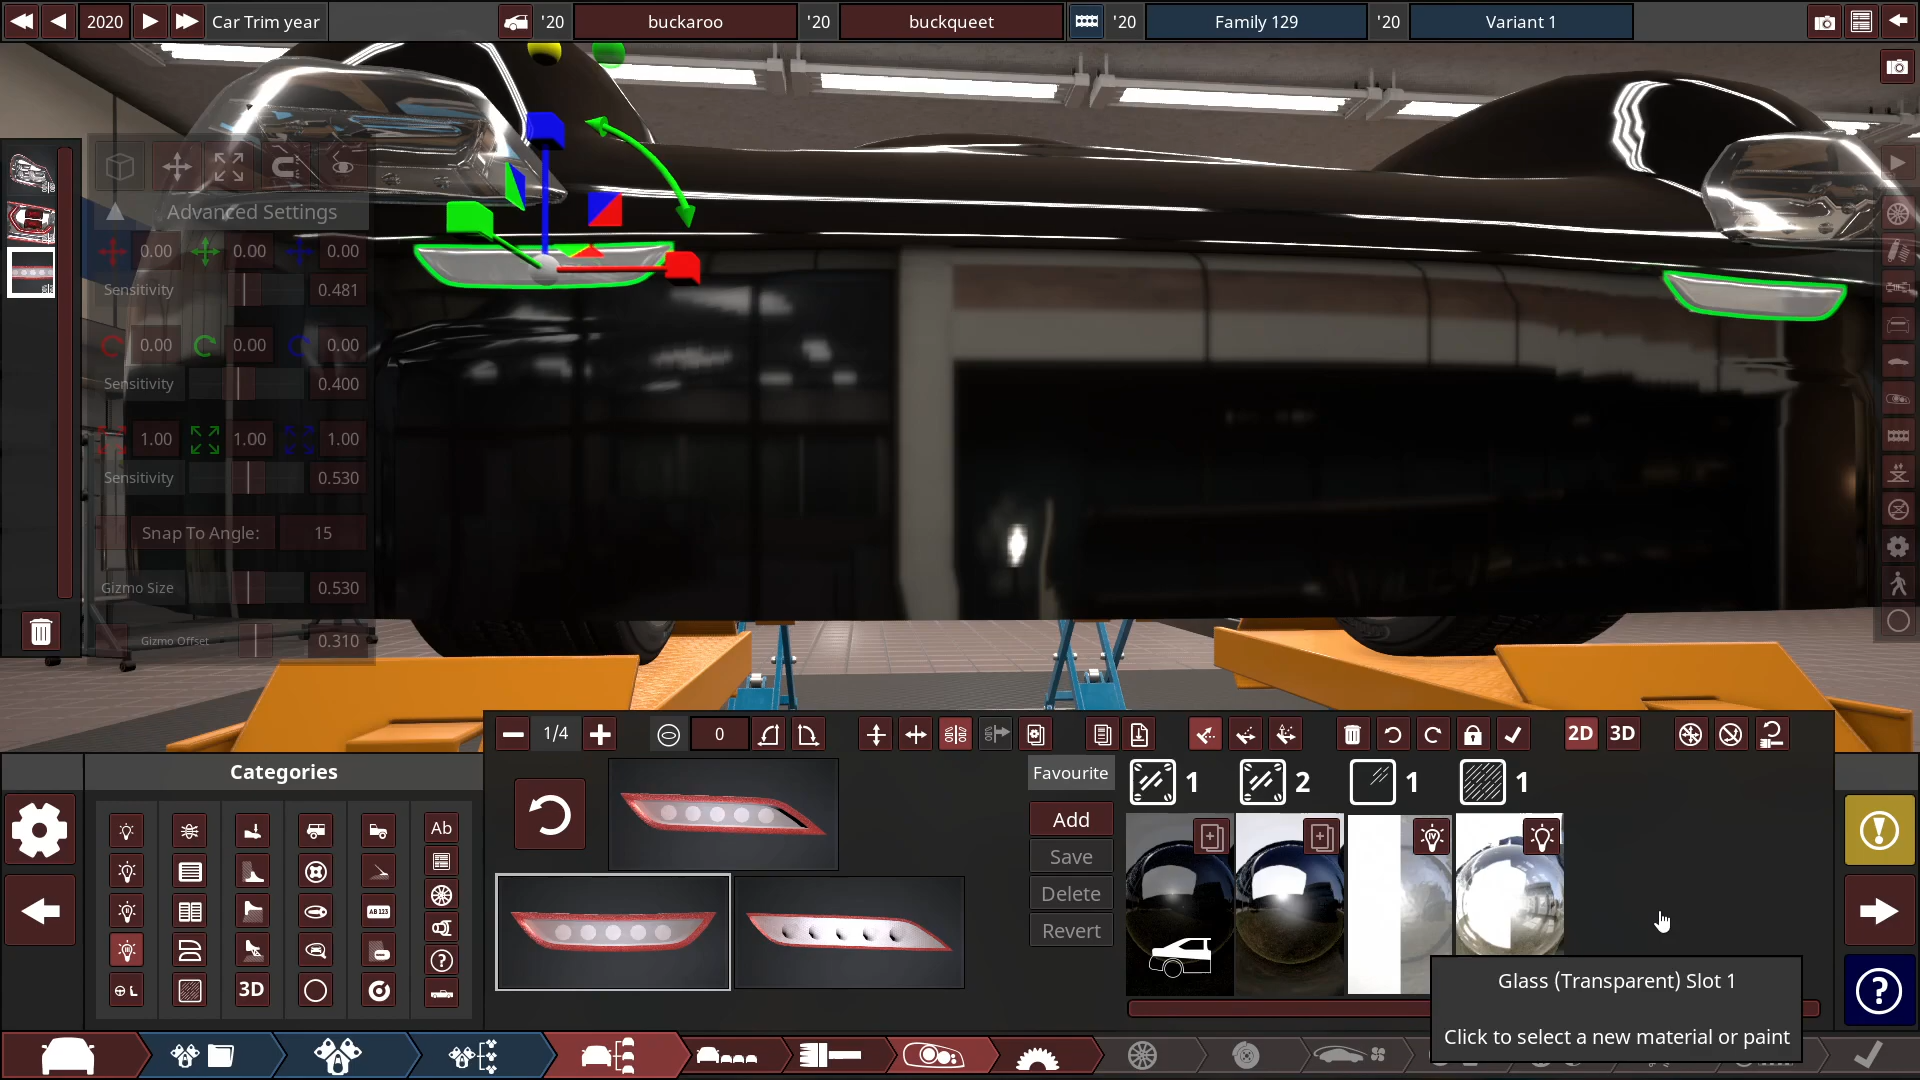 2020
Car Trim year
'20
buckaroo
'20
buckqueet
'20
Family 129
'20
Variant 1
Advanced Settings
0.00
0.00
0.00
Sensitivity
0.481
0.00
0.00
0.00
Sensitivity
0.400
1.00
1.00
1.00
Sensitivity
0.530
Snap To Angle:
15
Gizmo Size
0.530
Gizmo Offset
0.310
1/4
0
2D
3D
Categories
Ab
AB 123
3D
L
Favourite
Add
Save
Delete
Revert
1
2
1
1
Glass (Transparent) Slot 1
Click to select a new material or paint